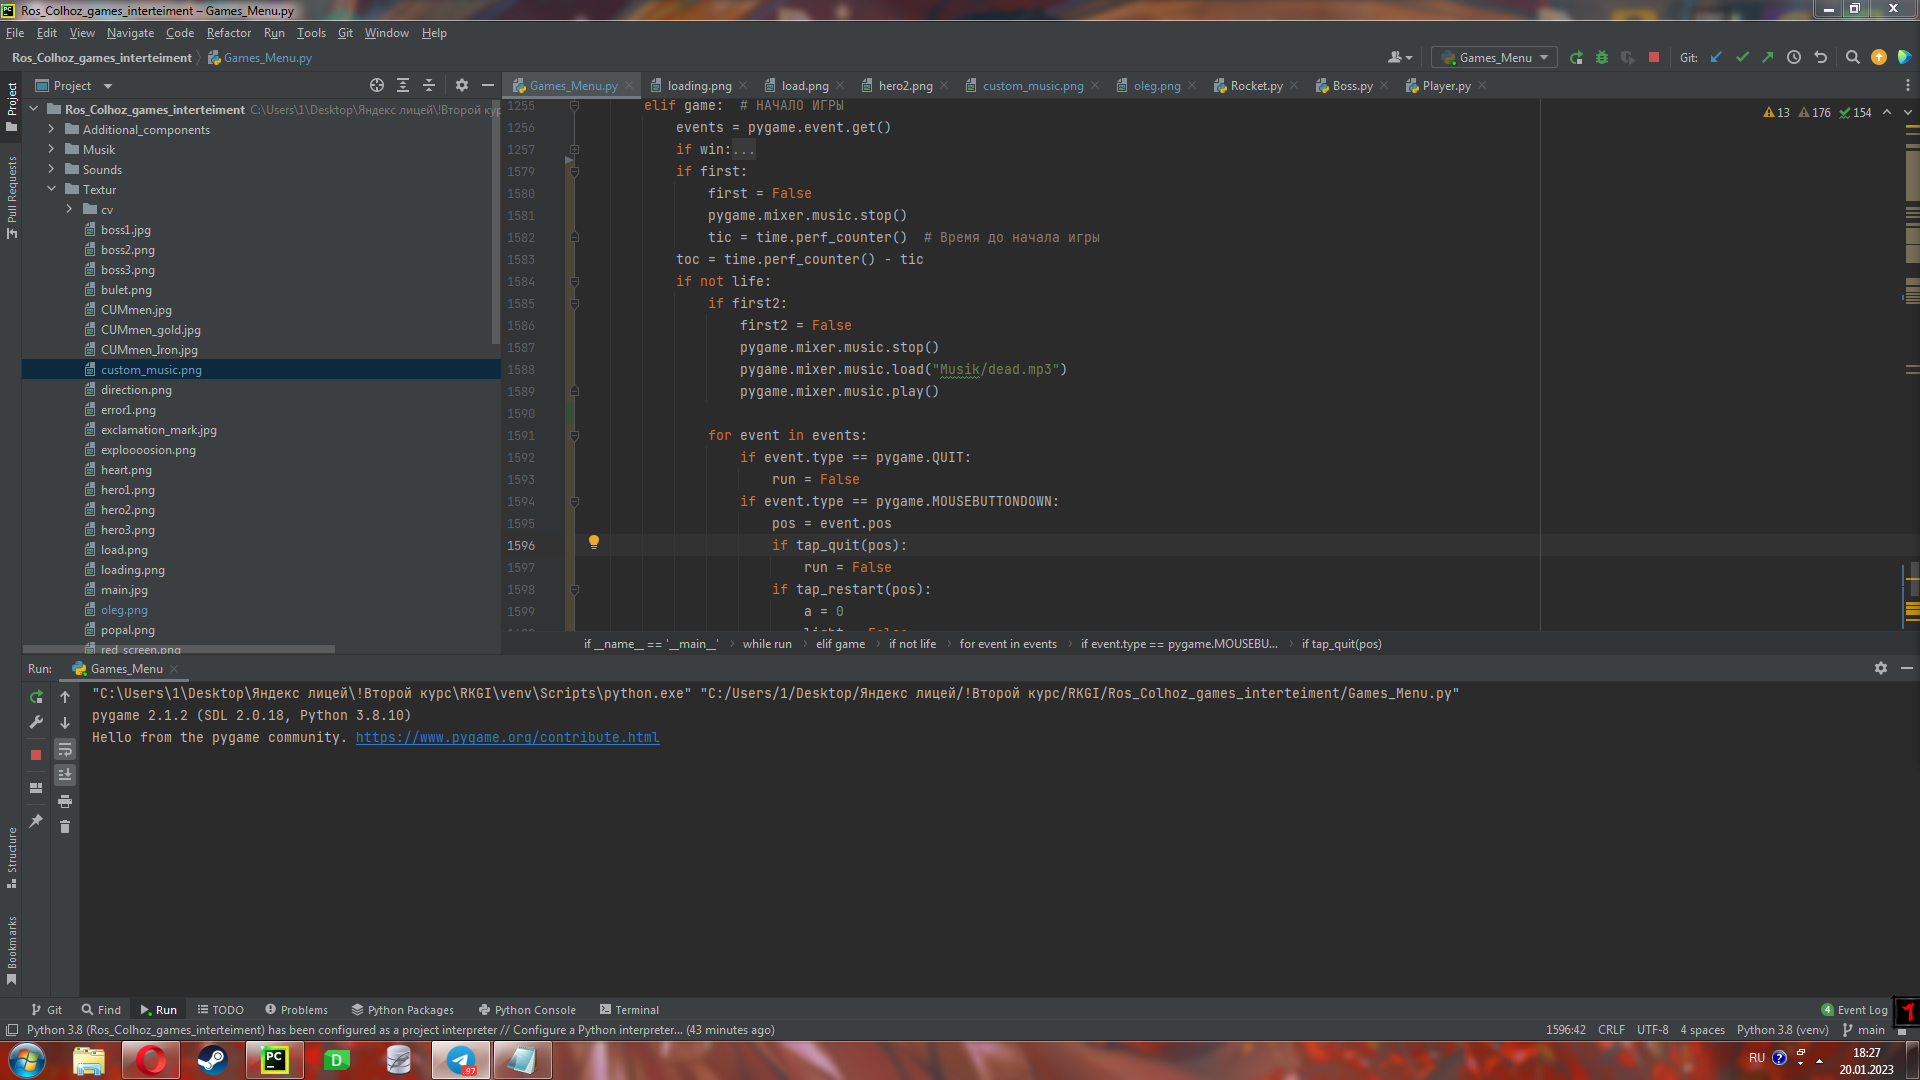 Ros_Colhoz_games_interteiment – Games_Menu.py
File Edit View Navigate Code Refactor Run Tools Git Window Help
Ros_Colhoz_games_interteiment Games_Menu.py
Games_Menu Git:
Project
Games_Menu.py loading.png load.png hero2.png custom_music.png oleg.png Rocket.py Boss.py Player.py
Project
Pull Requests
Structure
Bookmarks
Ros_Colhoz_games_interteiment C:\Users\1\Desktop\Яндекс лицей\!Второй кур
Additional_components
Musik
Sounds
Textur
cv
boss1.jpg
boss2.png
boss3.png
bulet.png
CUMmen.jpg
CUMmen_gold.jpg
CUMmen_Iron.jpg
custom_music.png
direction.png
error1.png
exclamation_mark.jpg
exploooosion.png
heart.png
hero1.png
hero2.png
hero3.png
load.png
loading.png
main.jpg
oleg.png
popal.png
red_screen.png
13 176 154
1255 elif game: # НАЧАЛО ИГРЫ
1256 events = pygame.event.get()
1257 if win:...
1579 if first:
1580 first = False
1581 pygame.mixer.music.stop()
1582 tic = time.perf_counter() # Время до начала игры
1583 toc = time.perf_counter() - tic
1584 if not life:
1585 if first2:
1586 first2 = False
1587 pygame.mixer.music.stop()
1588 pygame.mixer.music.load("Musik/dead.mp3")
1589 pygame.mixer.music.play()
1590
1591 for event in events:
1592 if event.type == pygame.QUIT:
1593 run = False
1594 if event.type == pygame.MOUSEBUTTONDOWN:
1595 pos = event.pos
1596 if tap_quit(pos):
1597 run = False
1598 if tap_restart(pos):
1599 a = 0
if __name__ == '__main__' while run elif game if not life for event in events if event.type == pygame.MOUSEBU... if tap_quit(pos)
Run: Games_Menu
"C:\Users\1\Desktop\Яндекс лицей\!Второй курс\RKGI\venv\Scripts\python.exe" "C:/Users/1/Desktop/Яндекс лицей/!Второй курс/RKGI/Ros_Colhoz_games_interteiment/Games_Menu.py"
pygame 2.1.2 (SDL 2.0.18, Python 3.8.10)
Hello from the pygame community. https://www.pygame.org/contribute.html
Git Find Run TODO Problems Python Packages Python Console Terminal 4 Event Log
Python 3.8 (Ros_Colhoz_games_interteiment) has been configured as a project interpreter // Configure a Python interpreter... (43 minutes ago) 1596:42 CRLF UTF-8 4 spaces Python 3.8 (venv) main
PC D 97 RU 18:27
20.01.2023